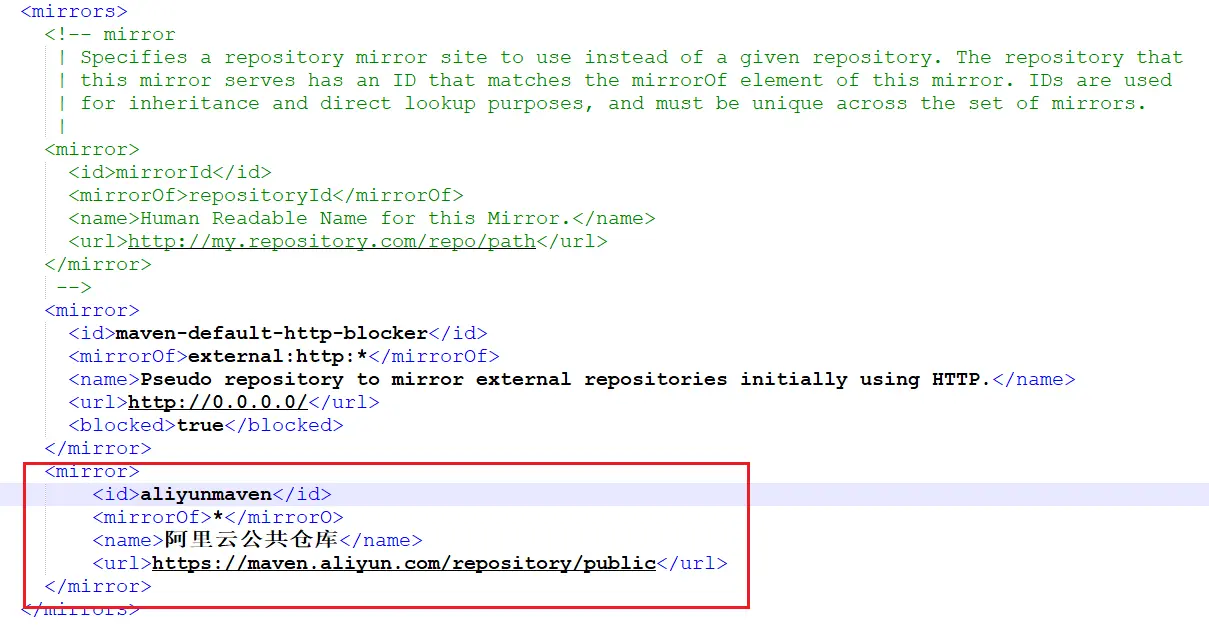 <mirrors>
<!-- mirror
| Specifies a repository mirror site to use instead of a given repository. The repository that
| this mirror serves has an ID that matches the mirrorOf element of this mirror. IDs are used
| for inheritance and direct lookup purposes, and must be unique across the set of mirrors.
|
<mirror>
<id>mirrorId</id>
<mirrorOf>repositoryId</mirrorOf>
<name>Human Readable Name for this Mirror.</name>
<url>http://my.repository.com/repo/path</url>
</mirror>
-->
<mirror>
<id>maven-default-http-blocker</id>
<mirrorOf>external:http:*</mirrorOf>
<name>Pseudo repository to mirror external repositories initially using HTTP.</name>
<url>http://0.0.0.0/</url>
<blocked>true</blocked>
</mirror>
<mirror>
<id>aliyunmaven</id>
<mirrorOf>*</mirrorO>
<name>阿里云公共仓库</name>
<url>https://maven.aliyun.com/repository/public</url>
</mirror>
</mirrors>